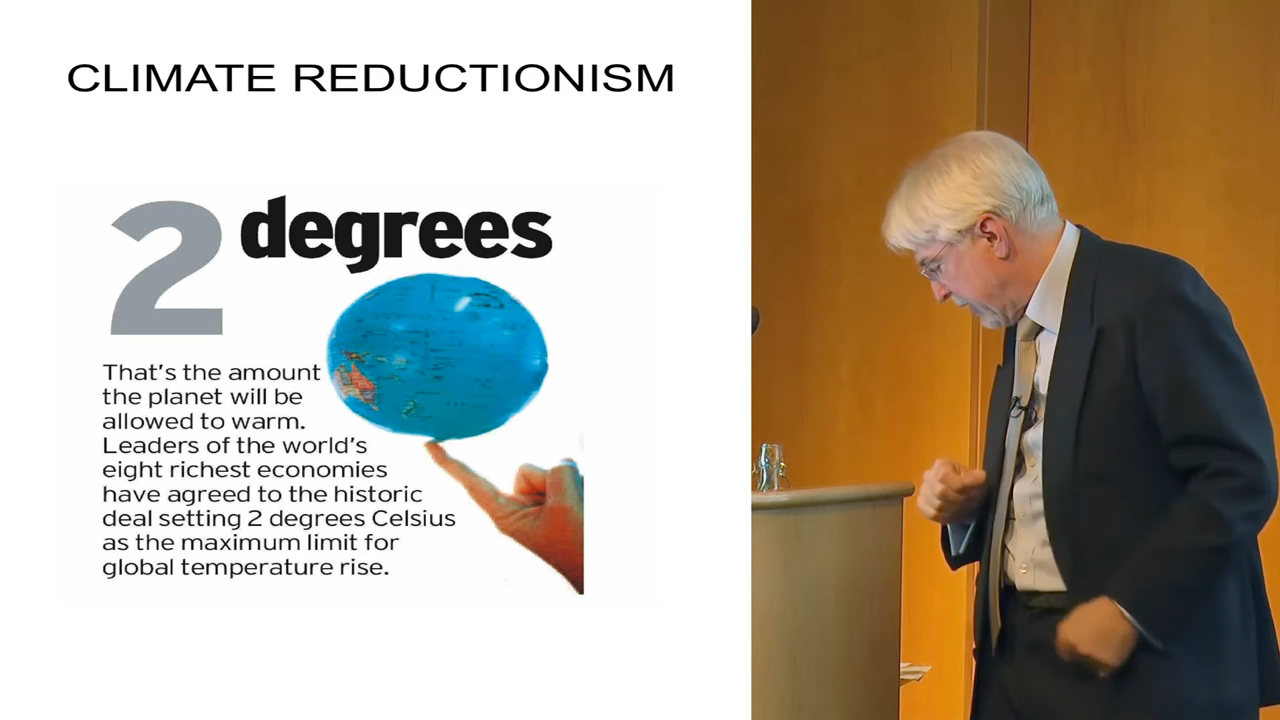 CLIMATE REDUCTIONISM
2 degrees
That's the amount
the planet will be
allowed to warm.
Leaders of the world's
eight richest economies
have agreed to the historic
deal setting 2 degrees Celsius
as the maximum limit for
global temperature rise.